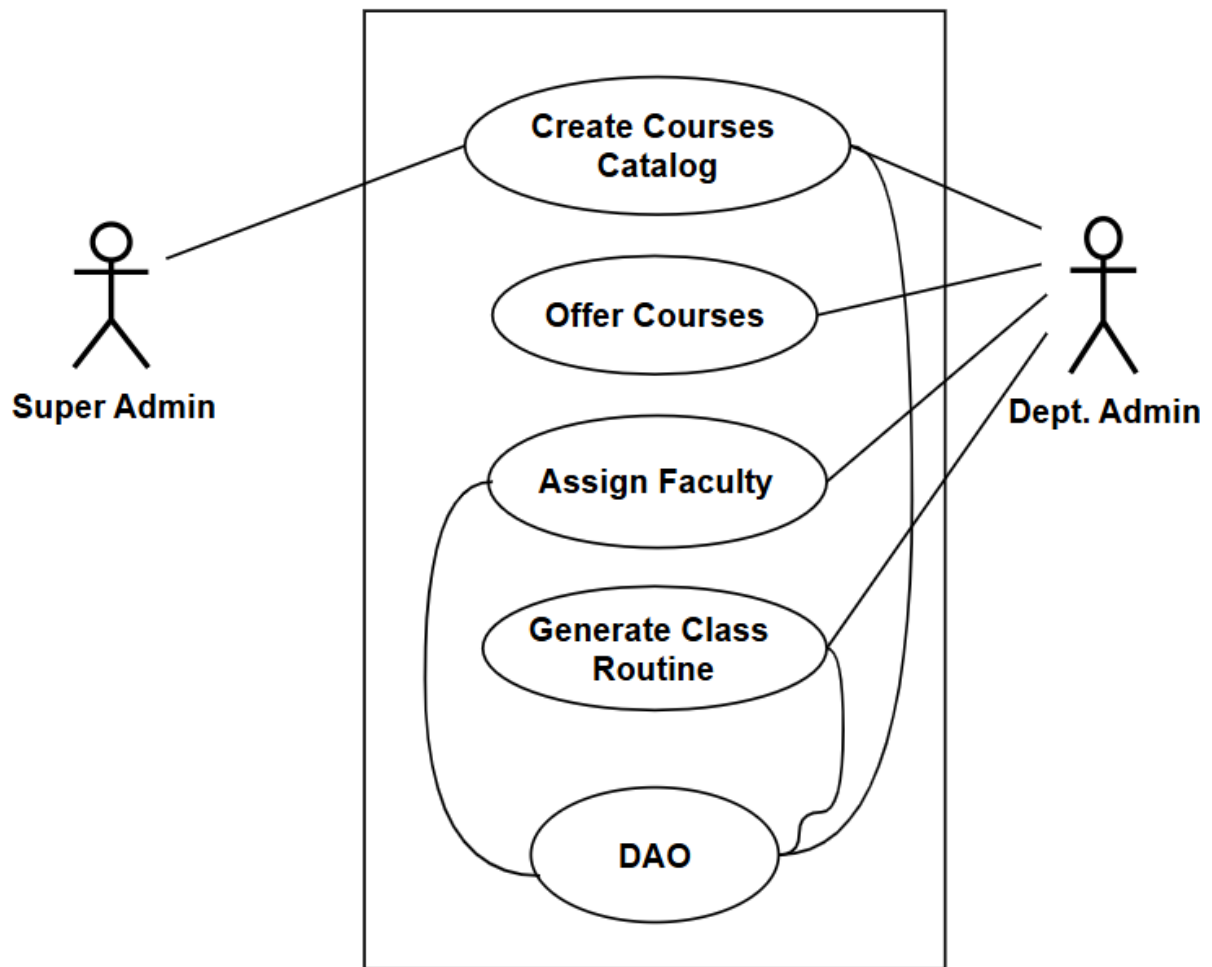 Create Courses
Catalog
Offer Courses
Super Admin
Dept. Admin
Assign Faculty
Generate Class
Routine
DAO